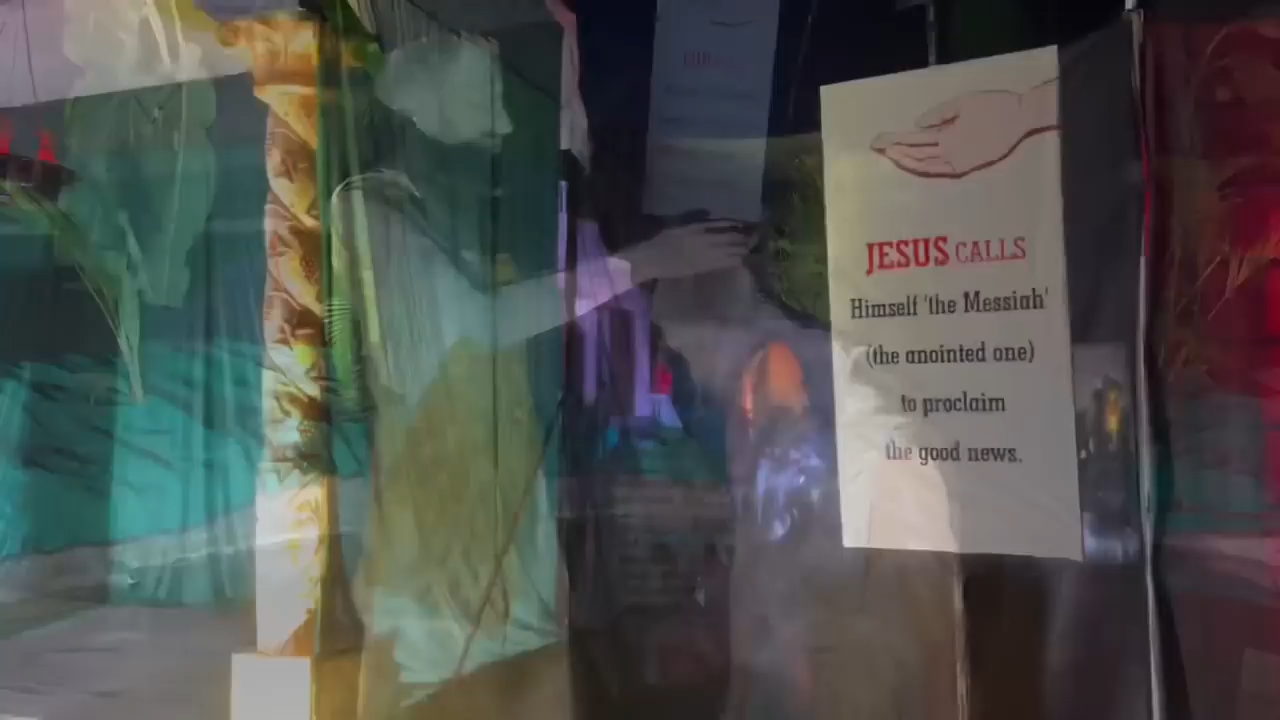 JESUS CALLS
Himself 'the Messiah'
(the anointed one)
to proclaim
the good news.